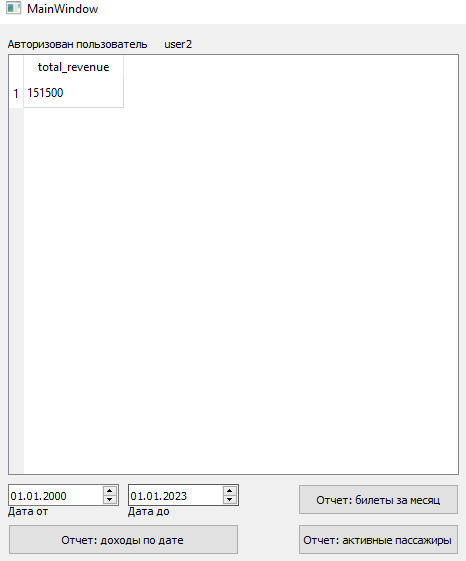 MainWindow
Авторизован пользователь user2
total_revenue
1 151500
01.01.2000 01.01.2023
Дата от Дата до
Отчет: билеты за месяц
Отчет: доходы по дате Отчет: активные пассажиры